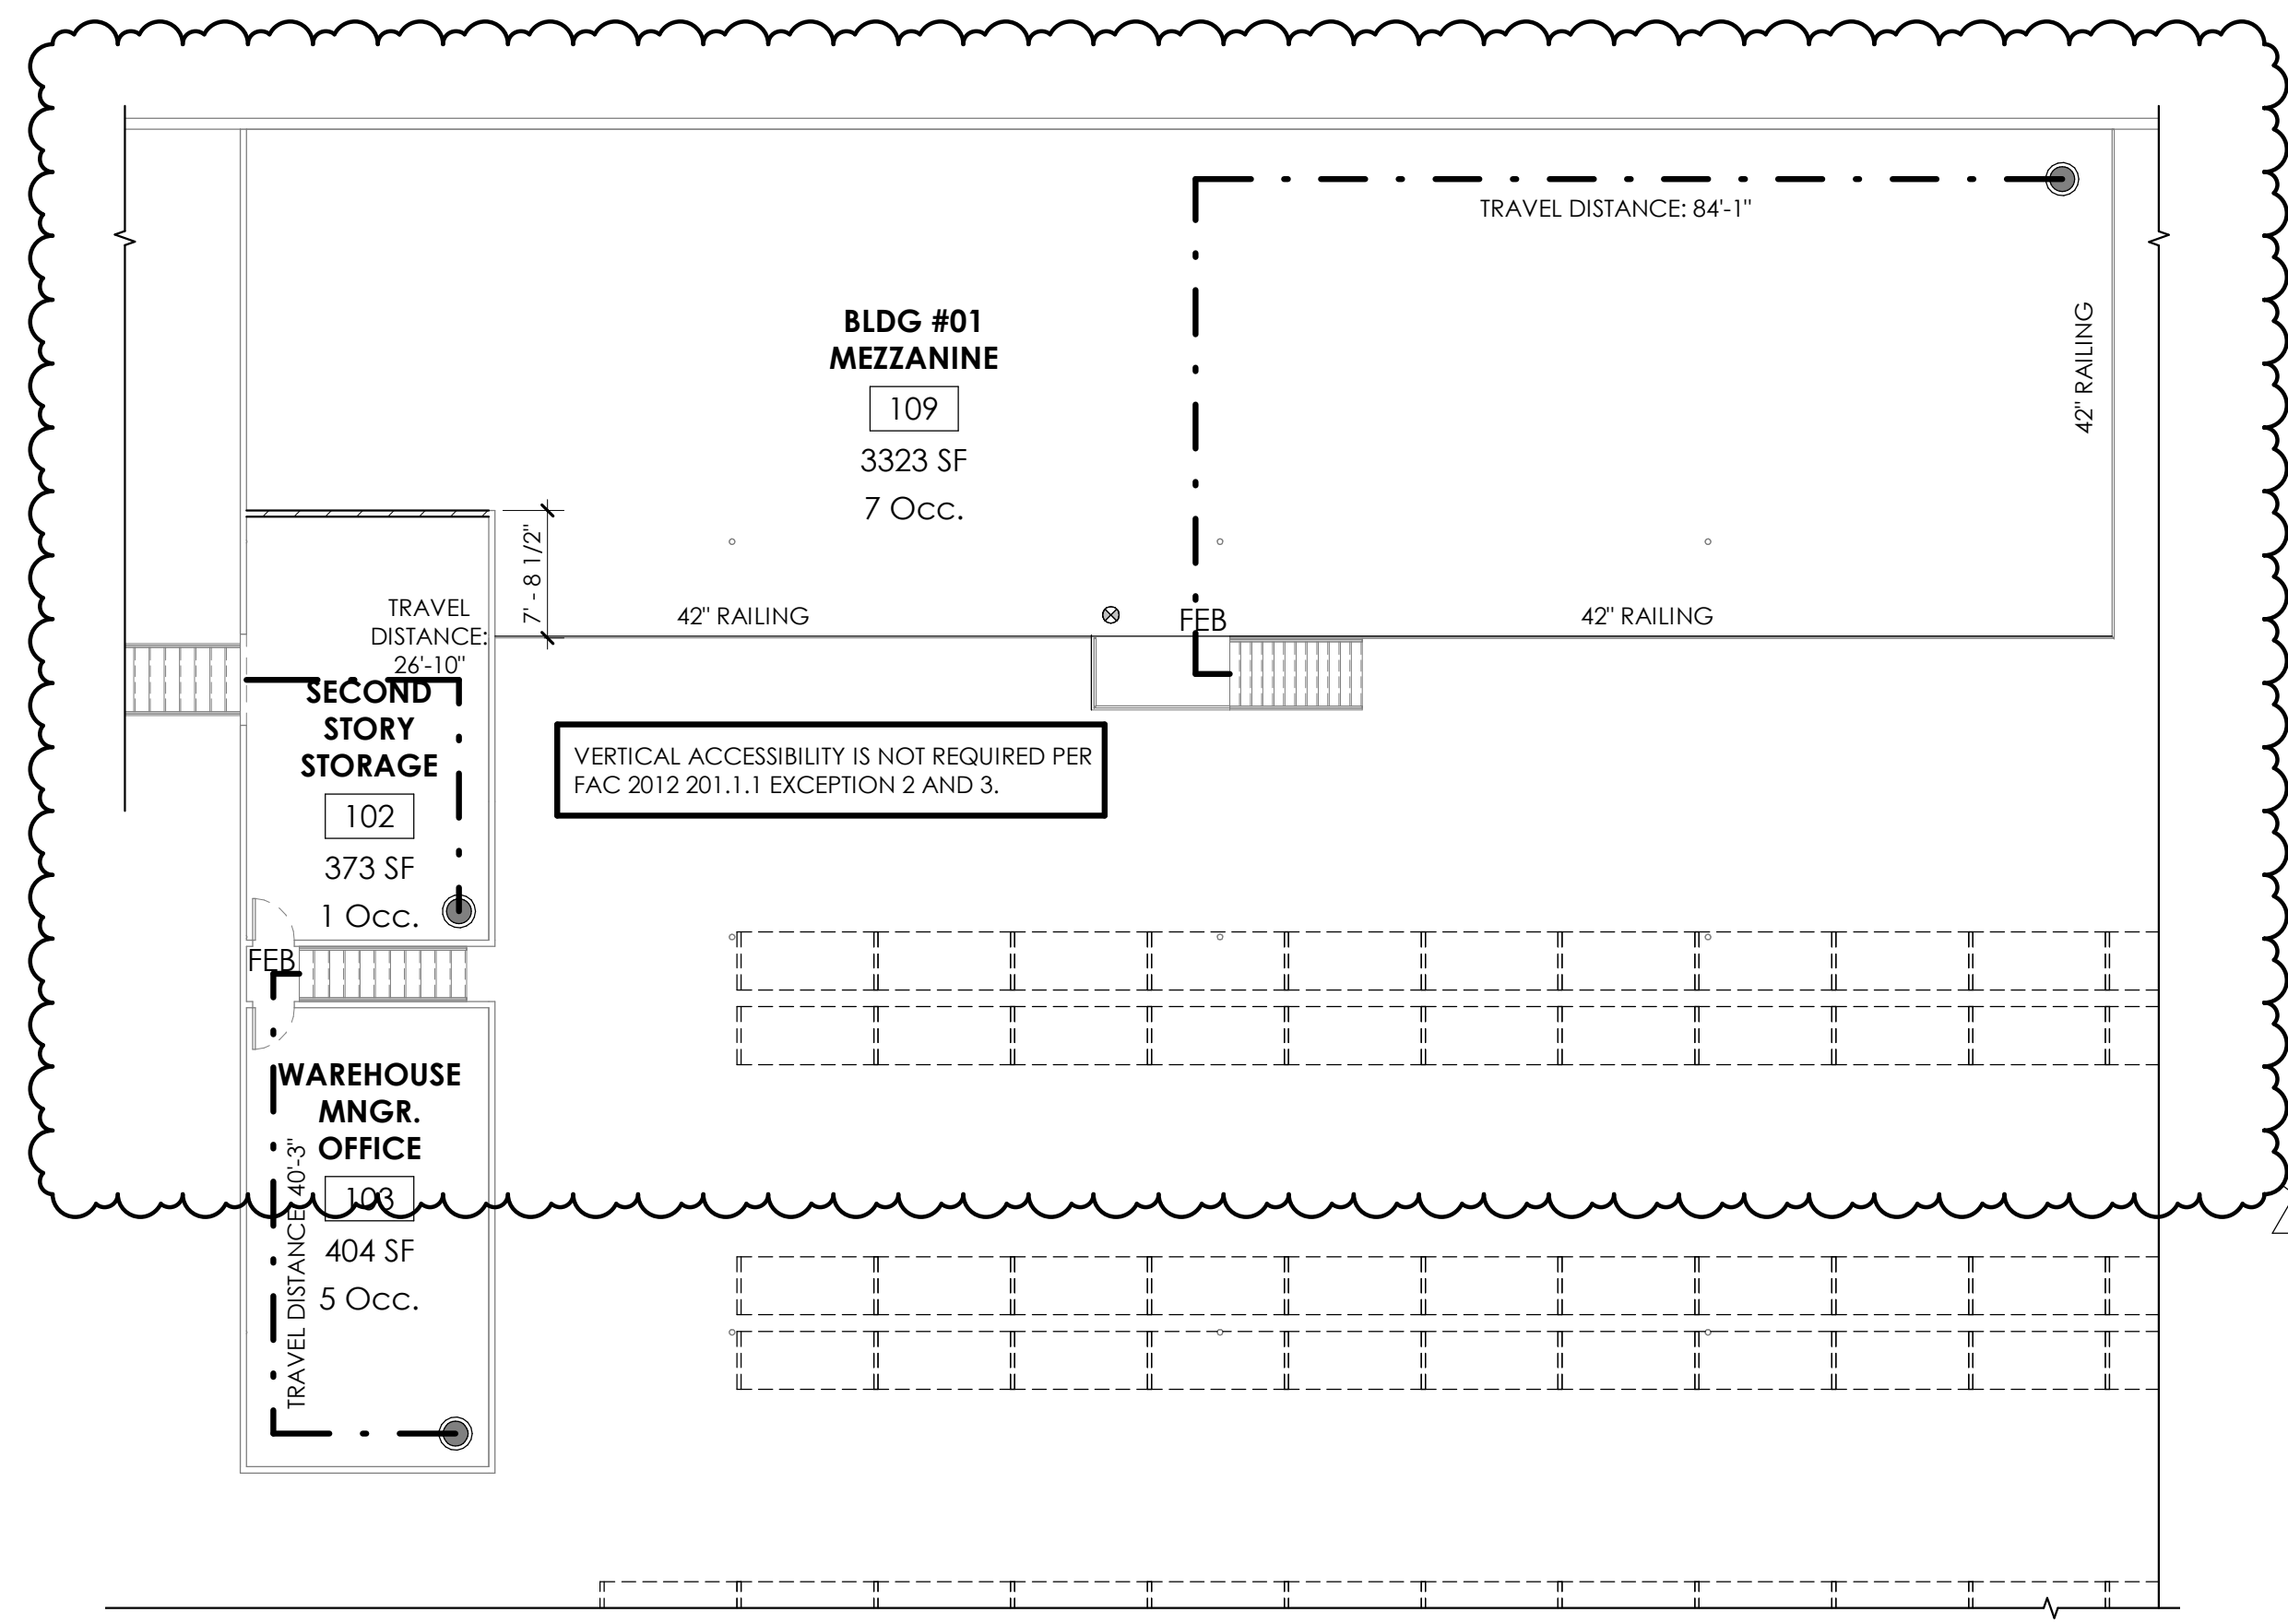 TRAVEL DISTANCE: 84'-1"
42" RAILING
BLDG #01
MEZZANINE
109
3323 SF
7 Occ.
7' - 8 1/2"
42" RAILING
FEB
42" RAILING
TRAVEL
DISTANCE:
26'-10"
SECOND
STORY
STORAGE
102
373 SF
1 Occ.
VERTICAL ACCESSIBILITY IS NOT REQUIRED PER
FAC 2012 201.1.1 EXCEPTION 2 AND 3.
FEB
WAREHOUSE
MNGR.
OFFICE
103
404 SF
5 Occ.
TRAVEL DISTANCE: 40'-3"